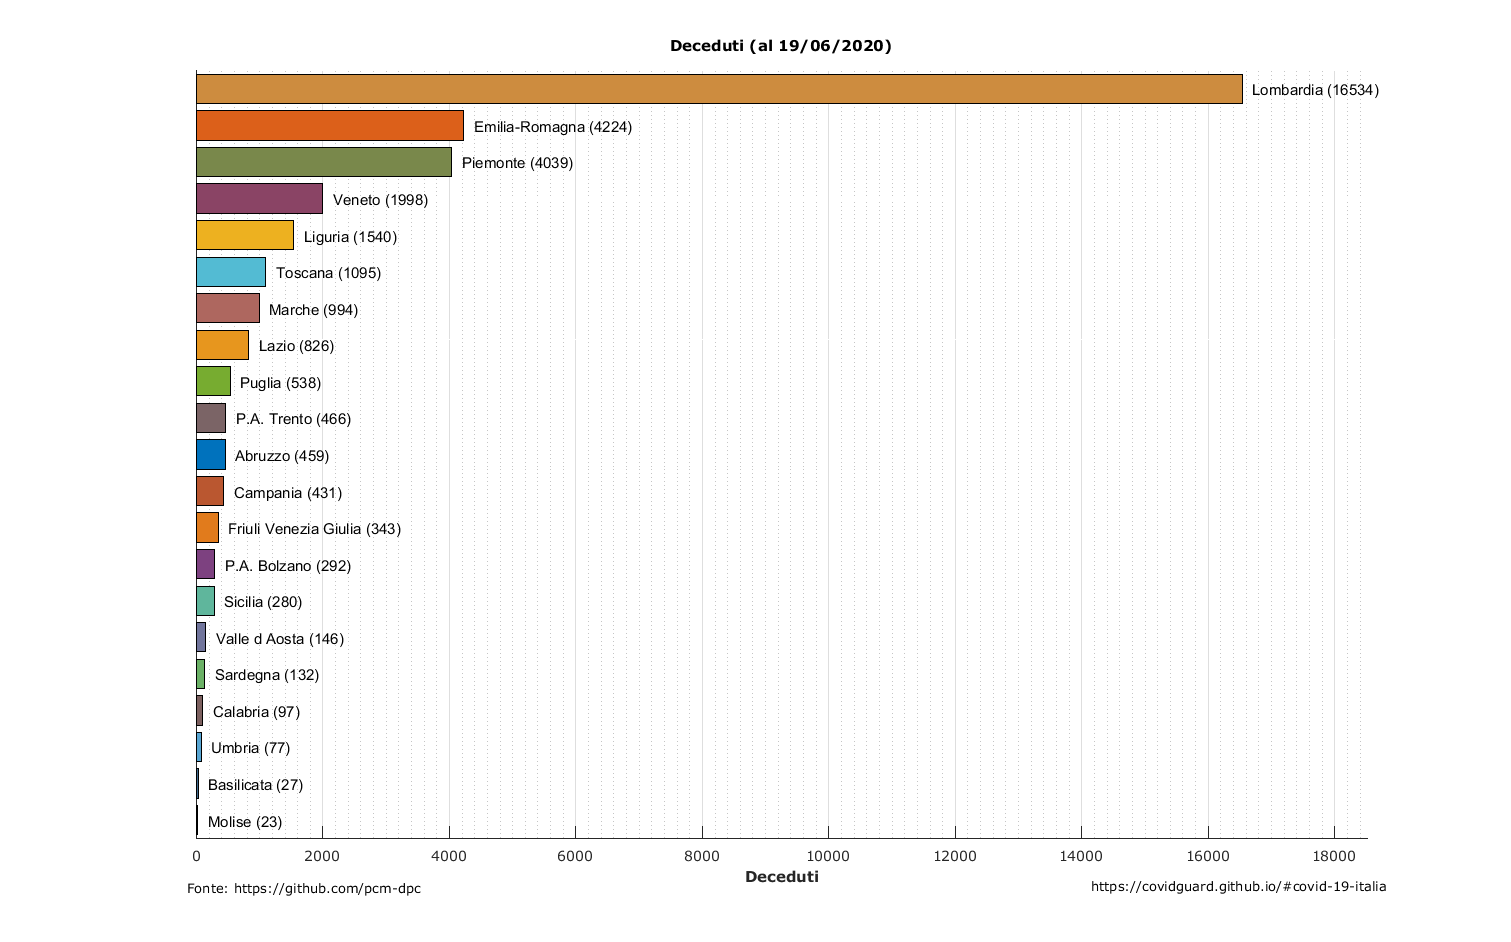 Deceduti (al 19/06/2020)
Lombardia (16534)
Emilia-Romagna (4224)
Piemonte (4039)
Veneto (1998)
Liguria (1540)
Toscana (1095)
Marche (994)
Lazio (826)
Puglia (538)
P.A. Trento (466)
Abruzzo (459)
Campania (431)
Friuli Venezia Giulia (343)
P.A. Bolzano (292)
Sicilia (280)
Valle d Aosta (146)
Sardegna (132)
Calabria (97)
Umbria (77)
Basilicata (27)
Molise (23)
0 2000 4000 6000 8000 10000 12000 14000 16000 18000
Deceduti
Fonte: https://github.com/pcm-dpc
https://covidguard.github.io/#covid-19-italia